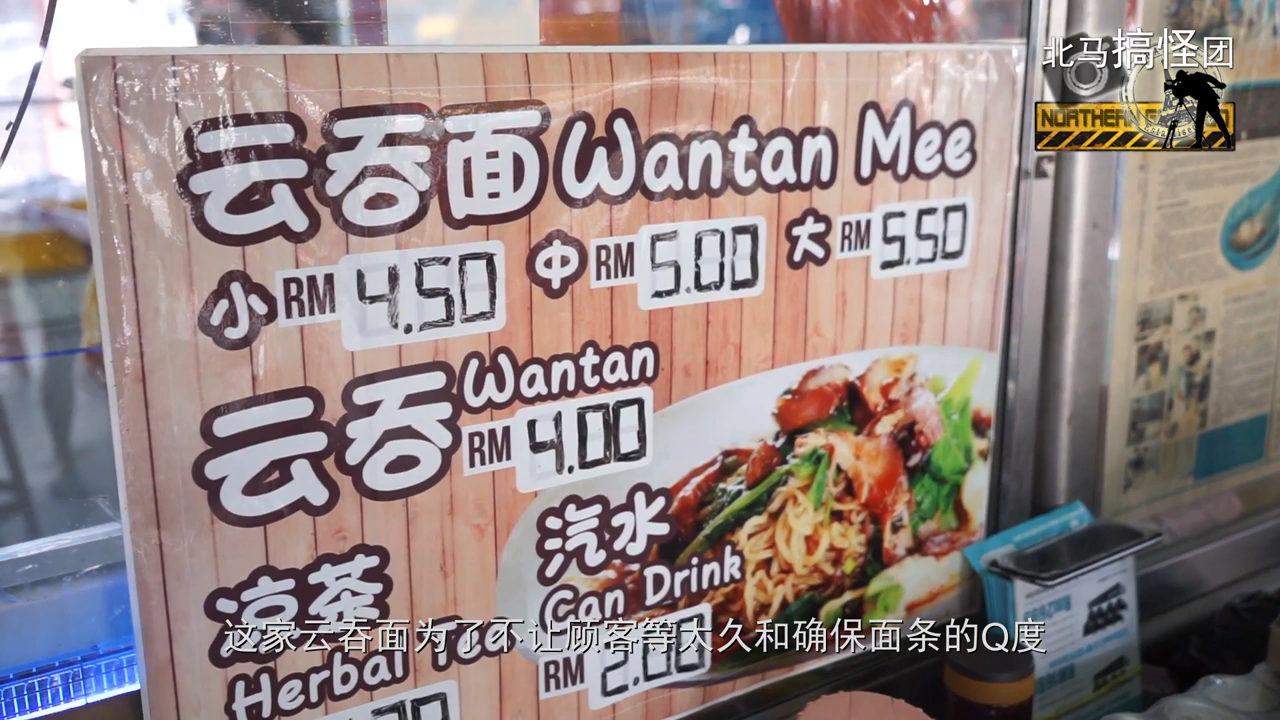 北马搞怪团
云吞面 Wantan Mee
小 RM 4.50 中 RM 5.00 大 RM 5.50
云吞 Wantan
RM 4.00
凉茶
Herbal Tea
汽水
Can Drink
RM 2.00
这家云吞面为了不让顾客等太久和确保面条的Q度